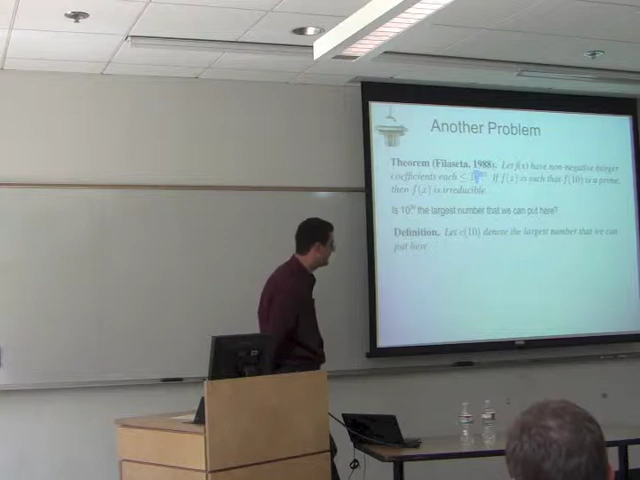 Another Problem
Theorem (Filaseta, 1988). Let f(x) have non-negative integer
coefficients each ≤ 10. If f(x) is such that f(10) is a prime,
then f(x) is irreducible.
Is 10³⁰ the largest number that we can put here?
Definition. Let c(10) denote the largest number that we can
put here.